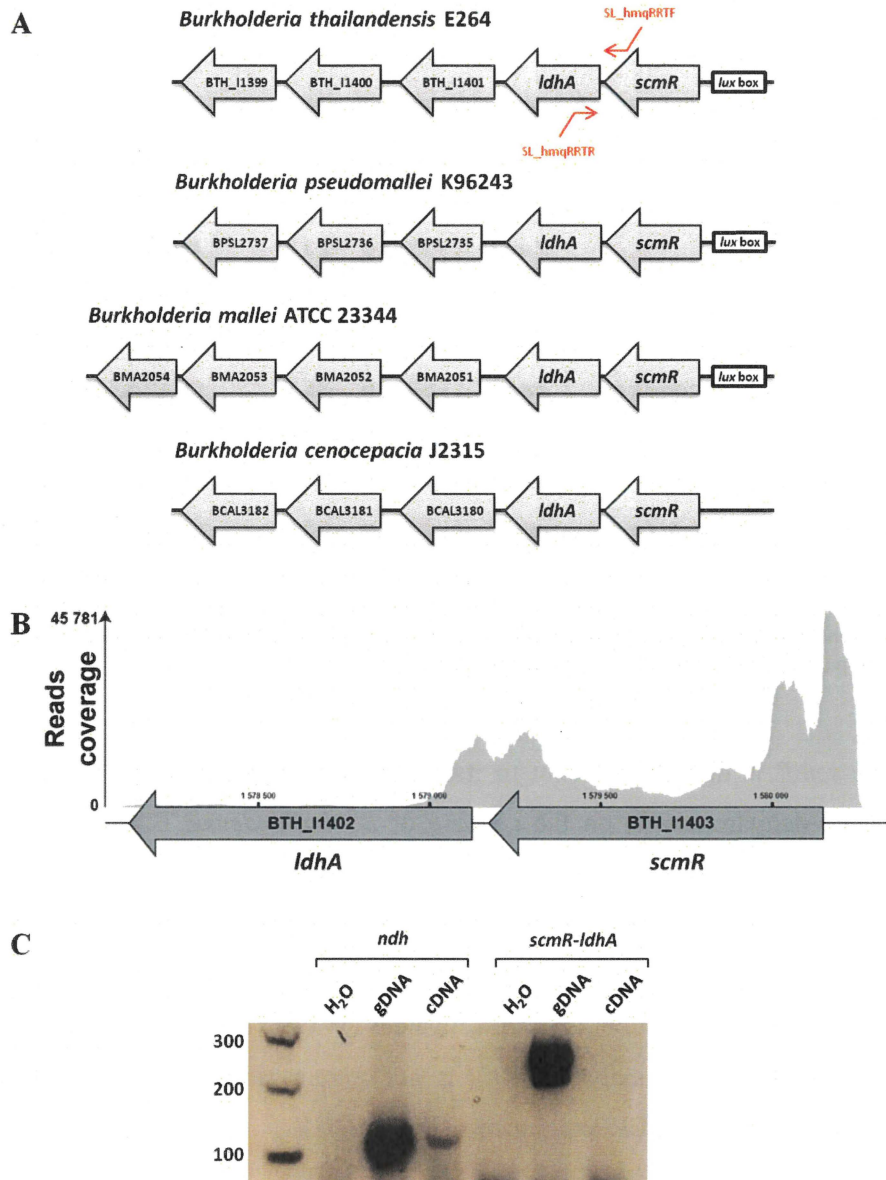 A
Burkholderia thailandensis E264
SL_hmqRRTF
BTH_I1399 BTH_I1400 BTH_I1401 ldhA scmR lux box
SL_hmqRRTR
Burkholderia pseudomallei K96243
BPSL2737 BPSL2736 BPSL2735 ldhA scmR lux box
Burkholderia mallei ATCC 23344
BMA2054 BMA2053 BMA2052 BMA2051 ldhA scmR lux box
Burkholderia cenocepacia J2315
BCAL3182 BCAL3181 BCAL3180 ldhA scmR
B
45 781
Reads
coverage
0
1 578 500 1 579 000 1 579 500 1 580 000
BTH_I1402 BTH_I1403
ldhA scmR
C
ndh scmR-ldhA
H2O gDNA cDNA H2O gDNA cDNA
300
200
100